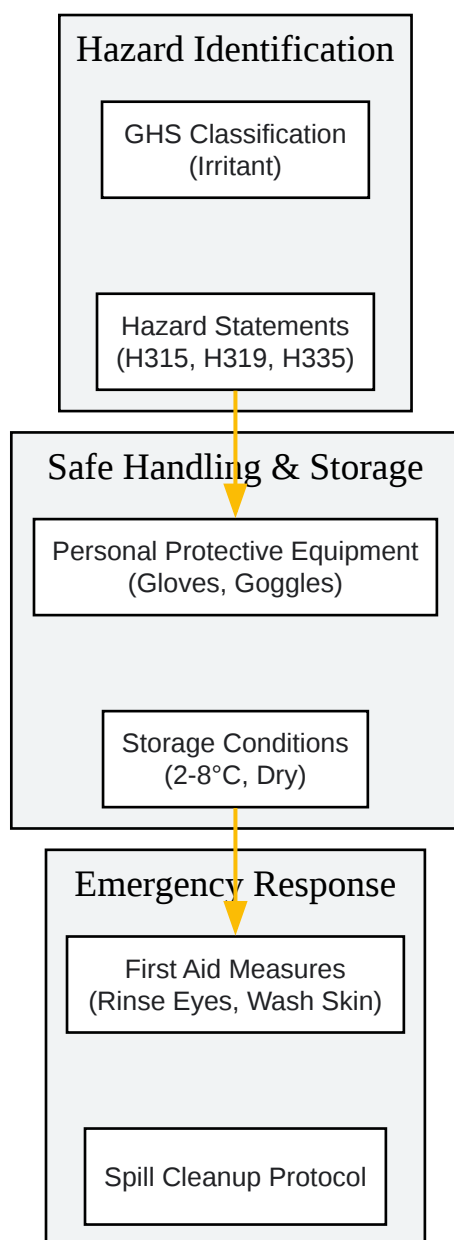 Hazard Identification
GHS Classification
(Irritant)
Hazard Statements
(H315, H319, H335)
Safe Handling & Storage
Personal Protective Equipment
(Gloves, Goggles)
Storage Conditions
(2-8°C, Dry)
Emergency Response
First Aid Measures
(Rinse Eyes, Wash Skin)
Spill Cleanup Protocol